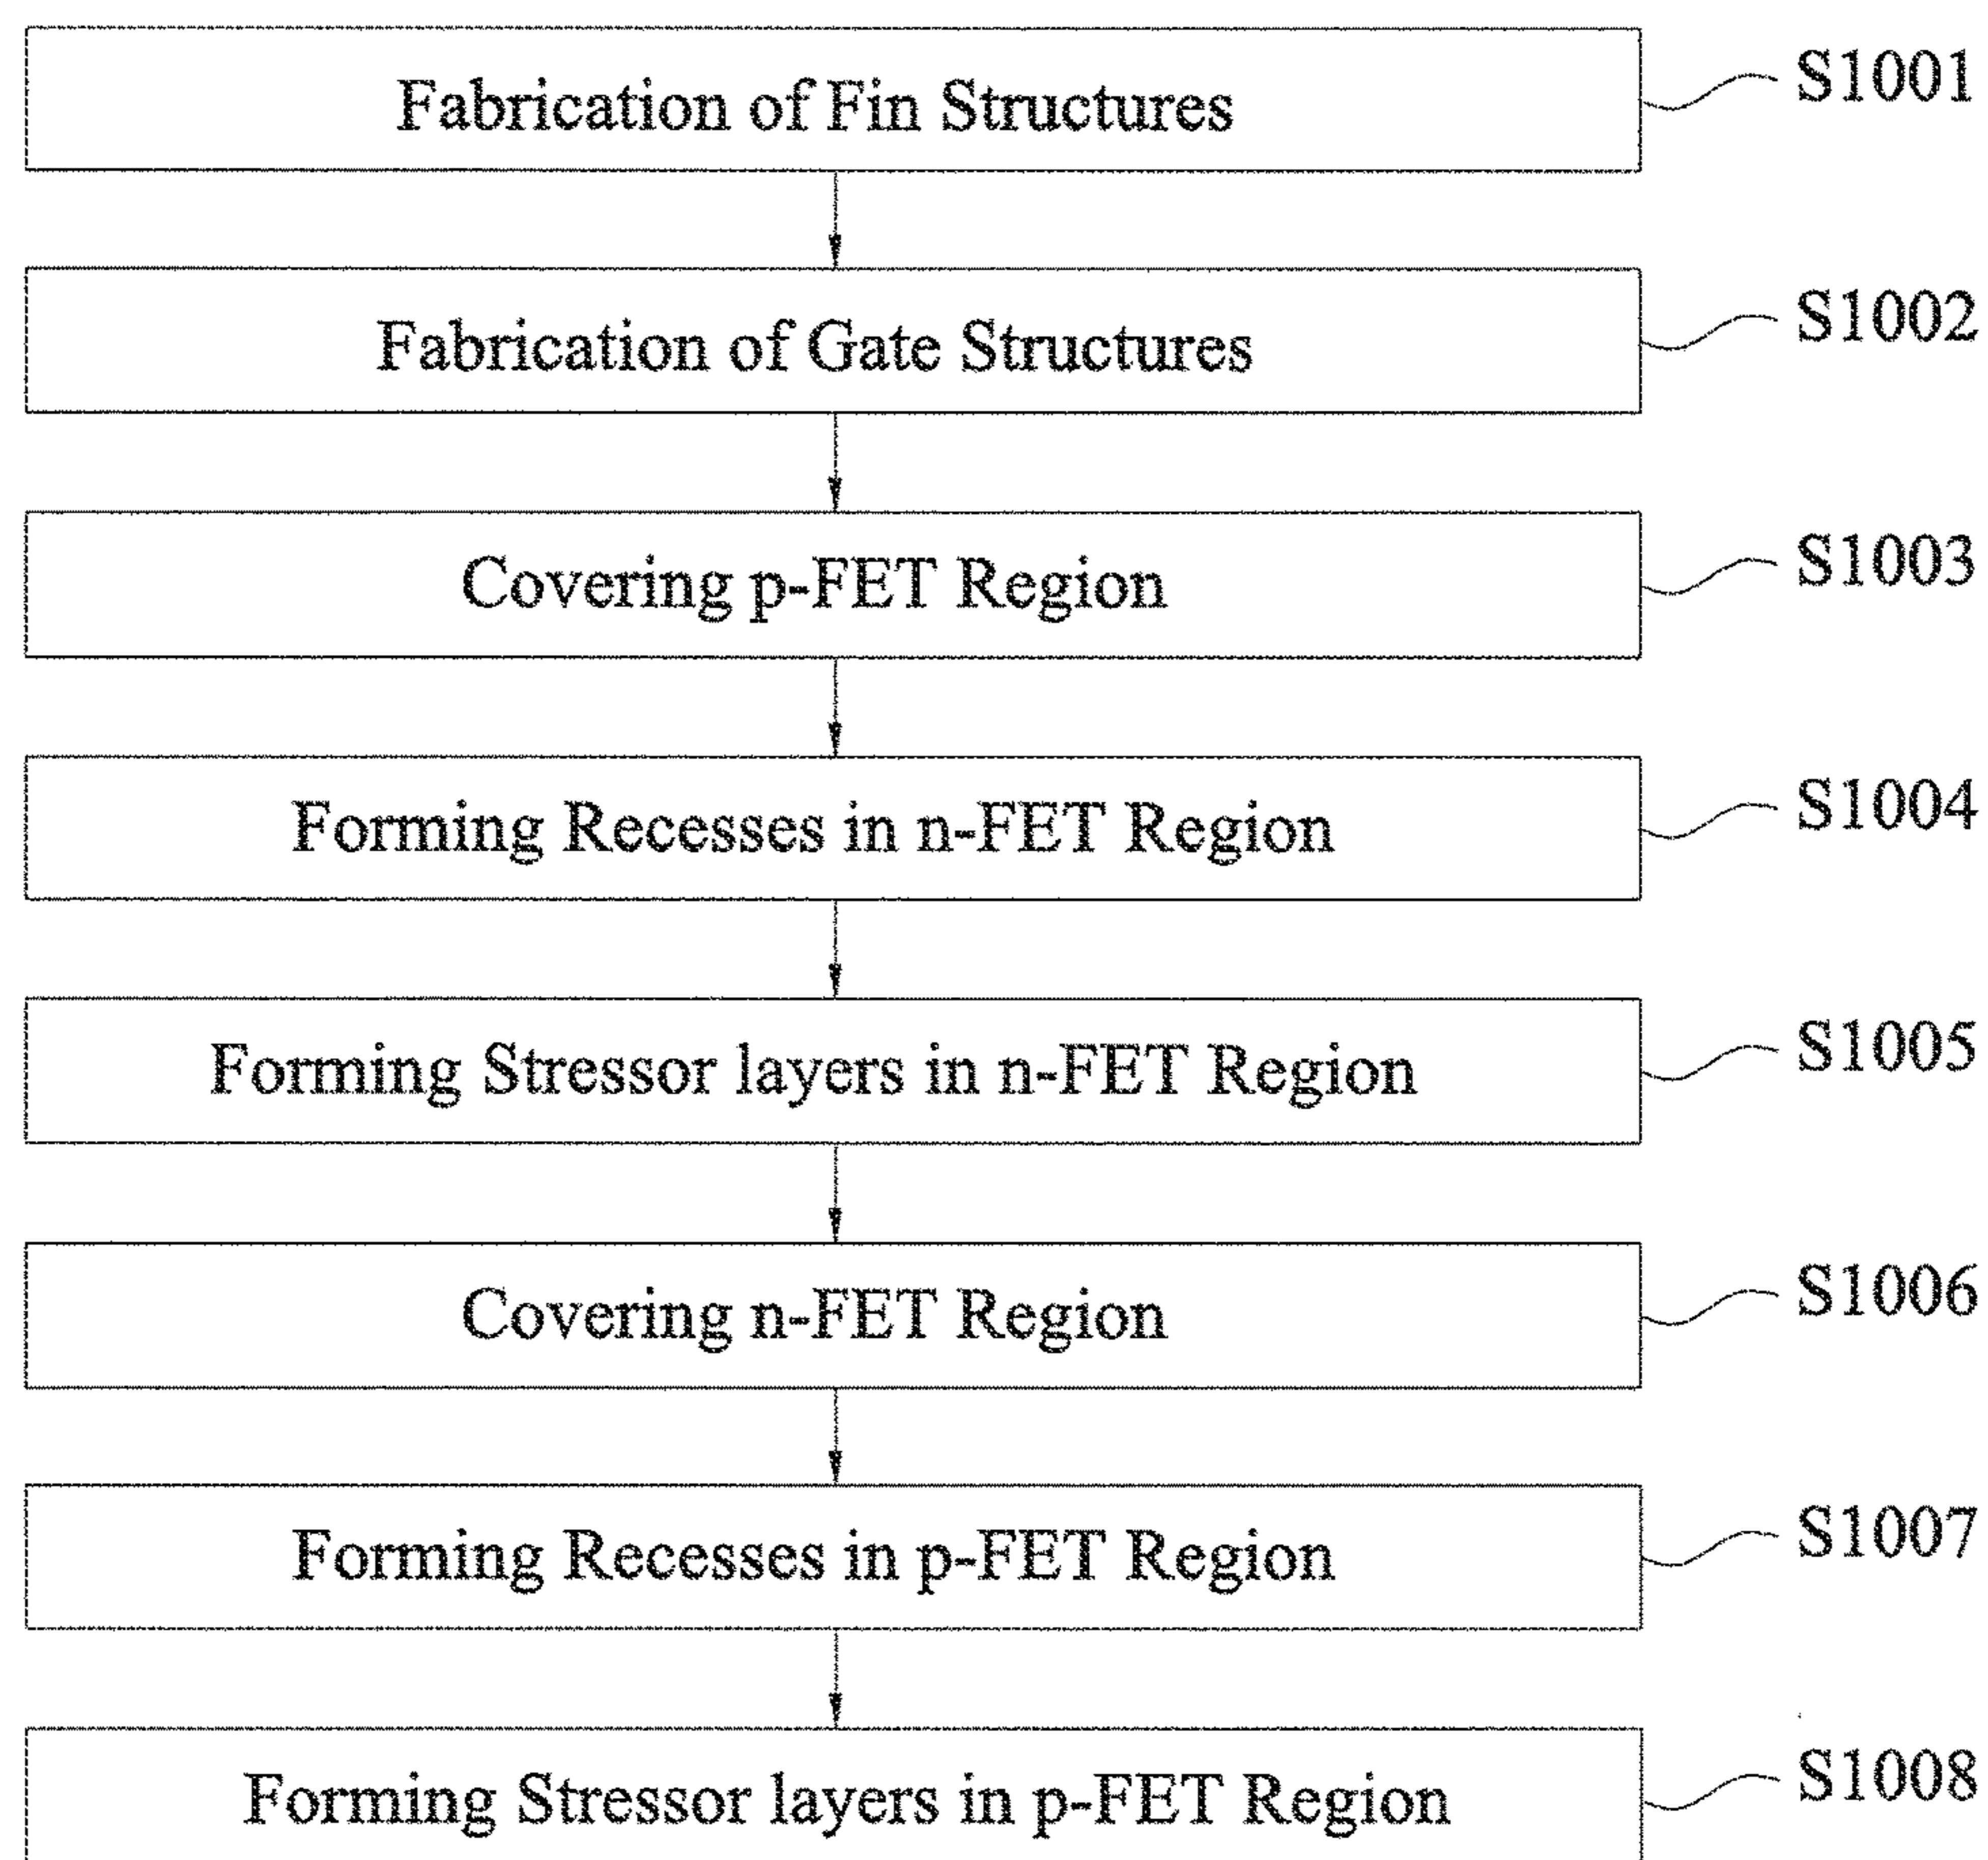 Fabrication of Fin Structures
S1001
Fabrication of Gate Structures
S1002
Covering p-FET Region
S1003
Forming Recesses in n-FET Region
S1004
Forming Stressor layers in n-FET Region
S1005
Covering n-FET Region
S1006
Forming Recesses in p-FET Region
S1007
Forming Stressor layers in p-FET Region
S1008